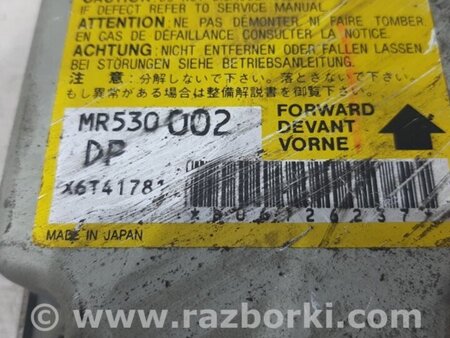 IF DEFECT REFER TO SERVICE MANUAL.
ATTENTION :NE PAS DÉMONTER NI FAIRE TOMBER.
EN CAS DE DÉFAILLANCE CONSULTER LA NOTICE.
ACHTUNG :NICHT ENTFERNEN ODER FALLEN LASSEN
BEI STÖRUNGEN SIEHE BETRIEBSANLEITUNG.
注 意 :分解しないで下さい。落とさないで下さい。
もし異常がある場合は整備解説書を御覧下さい。
MR530 002
DP
FORWARD
DEVANT
VORNE
X6T4178
MADE IN JAPAN
www.razborki.com